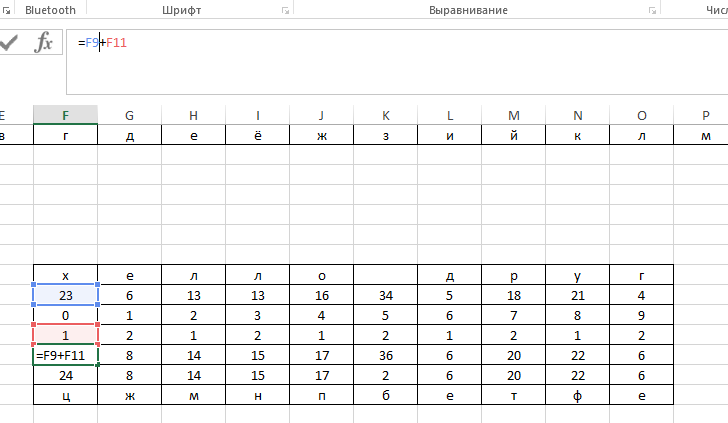 Bluetooth Шрифт Выравнивание Числ
fx =F9+F11
E F G H I J K L M N O P
в г д е ё ж з и й к л м
х е л л о д р у г
23 6 13 13 16 34 5 18 21 4
0 1 2 3 4 5 6 7 8 9
1 2 1 2 1 2 1 2 1 2
=F9+F11 8 14 15 17 36 6 20 22 6
24 8 14 15 17 2 6 20 22 6
ц ж м н п б е т ф е